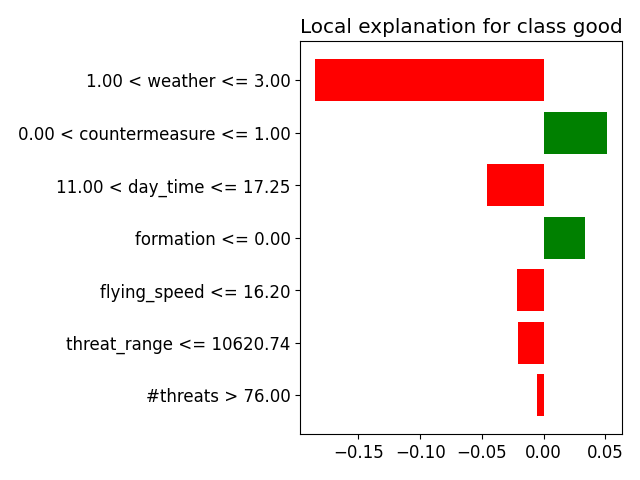 Local explanation for class good
1.00 < weather <= 3.00
0.00 < countermeasure <= 1.00
11.00 < day_time <= 17.25
formation <= 0.00
flying_speed <= 16.20
threat_range <= 10620.74
#threats > 76.00
−0.15 −0.10 −0.05 0.00 0.05